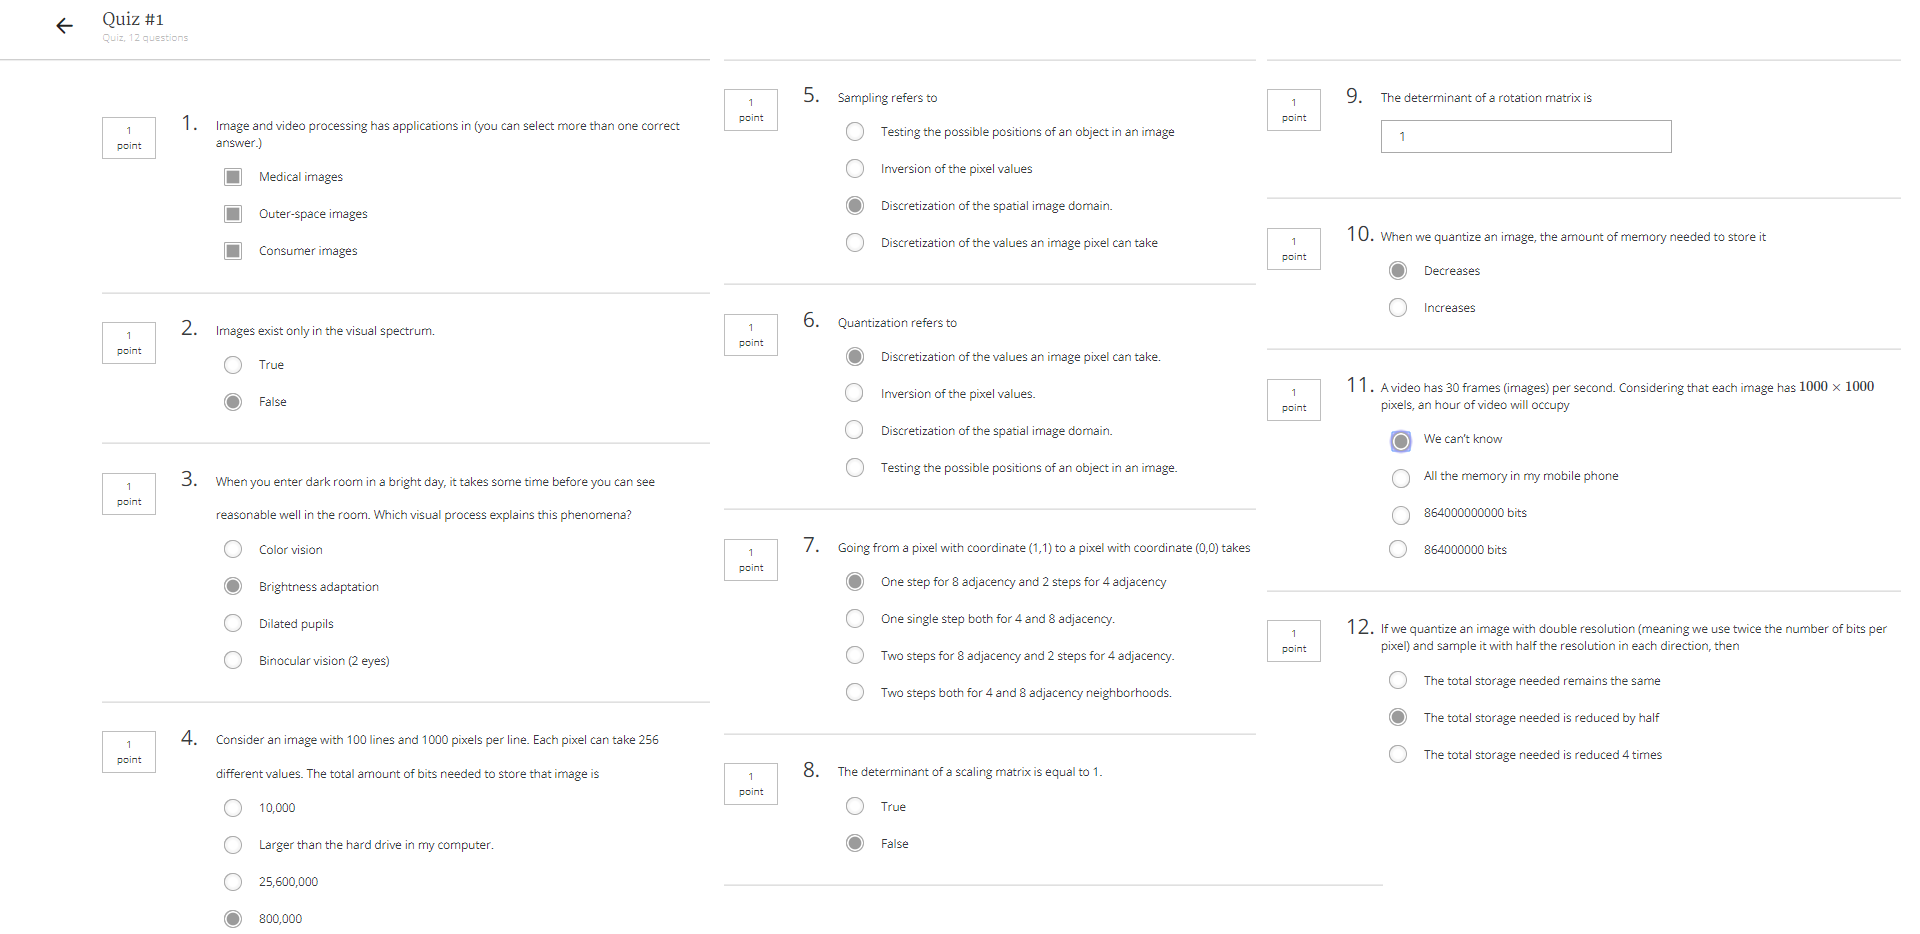 Quiz #1
Quiz, 12 questions
1
point
1.
Image and video processing has applications in (you can select more than one correct
answer.)
Medical images
Outer-space images
Consumer images
1
point
2.
Images exist only in the visual spectrum.
True
False
1
point
3.
When you enter dark room in a bright day, it takes some time before you can see
reasonable well in the room. Which visual process explains this phenomena?
Color vision
Brightness adaptation
Dilated pupils
Binocular vision (2 eyes)
1
point
4.
Consider an image with 100 lines and 1000 pixels per line. Each pixel can take 256
different values. The total amount of bits needed to store that image is
10,000
Larger than the hard drive in my computer.
25,600,000
800,000
1
point
5.
Sampling refers to
Testing the possible positions of an object in an image
Inversion of the pixel values
Discretization of the spatial image domain.
Discretization of the values an image pixel can take
1
point
6.
Quantization refers to
Discretization of the values an image pixel can take.
Inversion of the pixel values.
Discretization of the spatial image domain.
Testing the possible positions of an object in an image.
1
point
7.
Going from a pixel with coordinate (1,1) to a pixel with coordinate (0,0) takes
One step for 8 adjacency and 2 steps for 4 adjacency
One single step both for 4 and 8 adjacency.
Two steps for 8 adjacency and 2 steps for 4 adjacency.
Two steps both for 4 and 8 adjacency neighborhoods.
1
point
8.
The determinant of a scaling matrix is equal to 1.
True
False
1
point
9.
The determinant of a rotation matrix is
1
1
point
10.
When we quantize an image, the amount of memory needed to store it
Decreases
Increases
1
point
11.
A video has 30 frames (images) per second. Considering that each image has 1000 × 1000
pixels, an hour of video will occupy
We can't know
All the memory in my mobile phone
864000000000 bits
864000000 bits
1
point
12.
If we quantize an image with double resolution (meaning we use twice the number of bits per
pixel) and sample it with half the resolution in each direction, then
The total storage needed remains the same
The total storage needed is reduced by half
The total storage needed is reduced 4 times